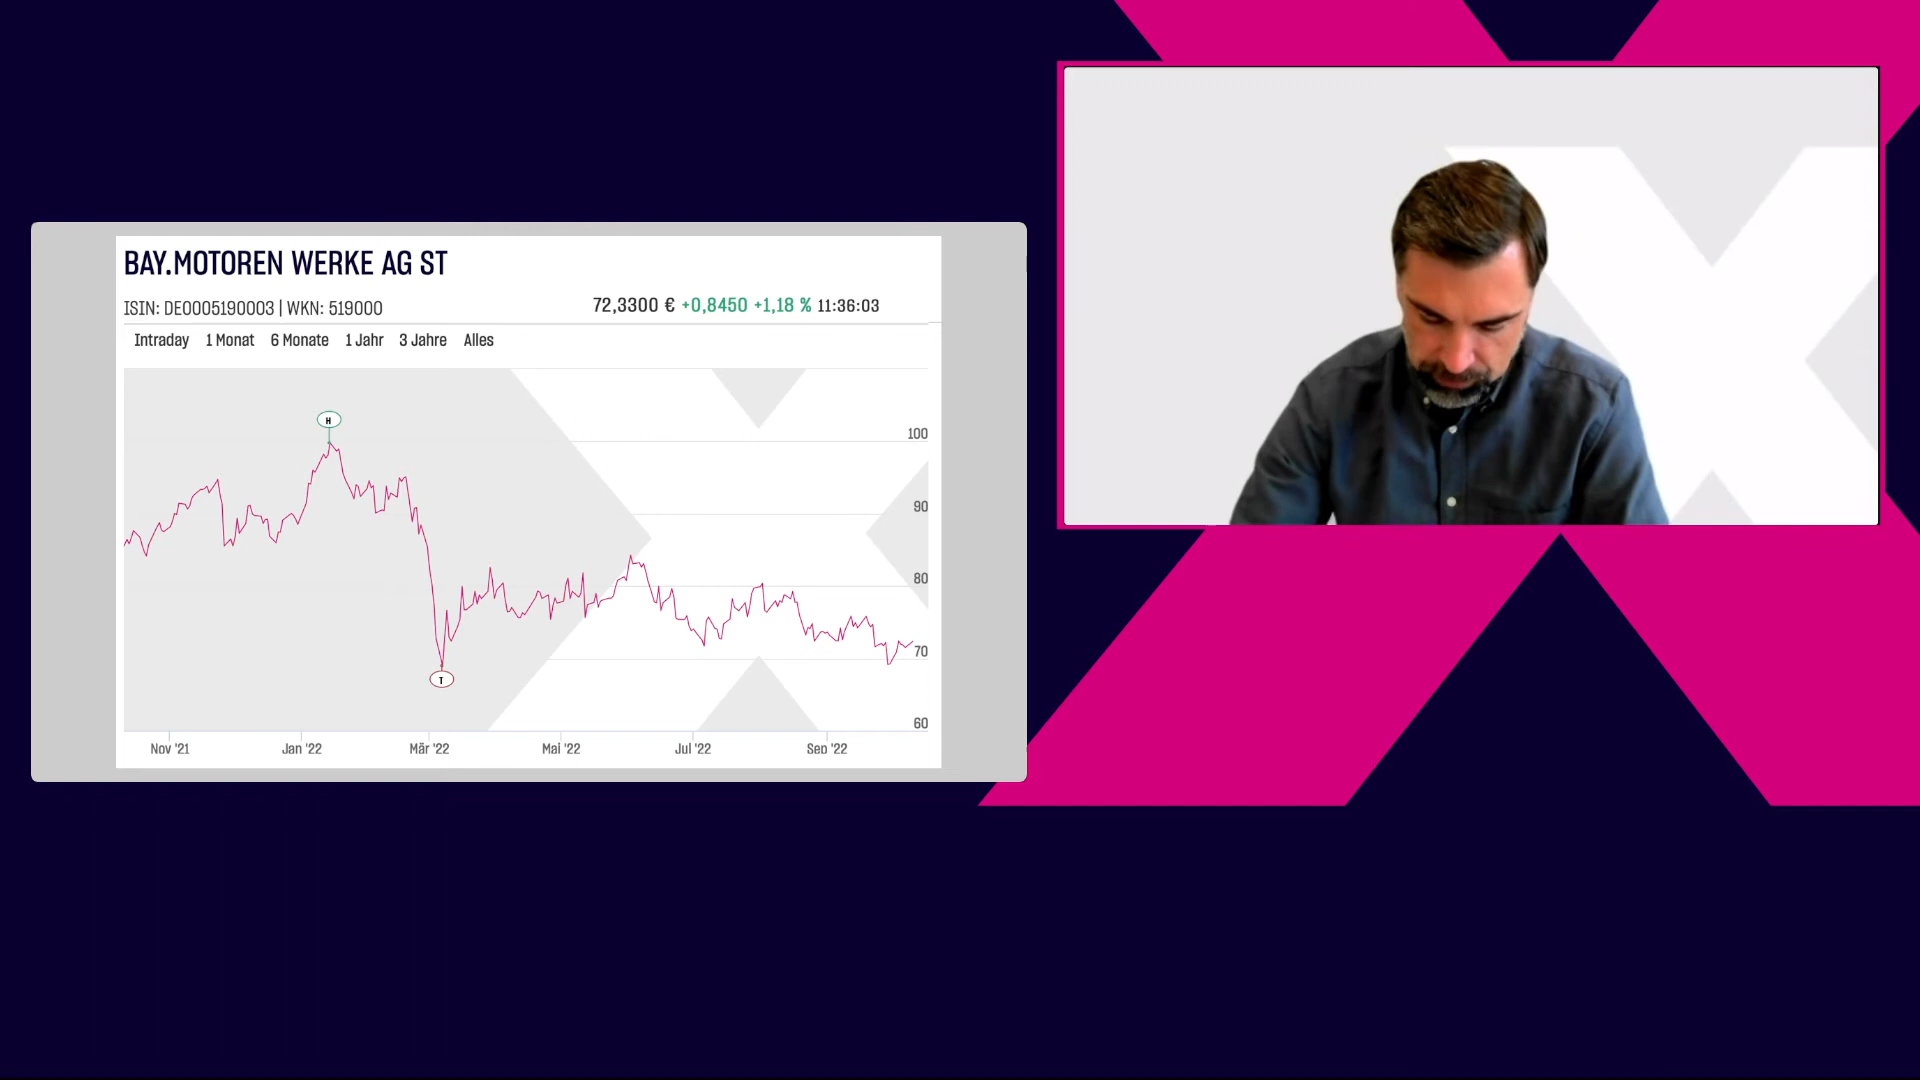 BAY.MOTOREN WERKE AG ST
ISIN: DE0005190003 | WKN: 519000
72,3300 € +0,8450 +1,18 % 11:36:03
Intraday 1 Monat 6 Monate 1 Jahr 3 Jahre Alles
H
100
90
80
70
T
60
Nov '21 Jan '22 Mär '22 Mai '22 Jul '22 Sep '22